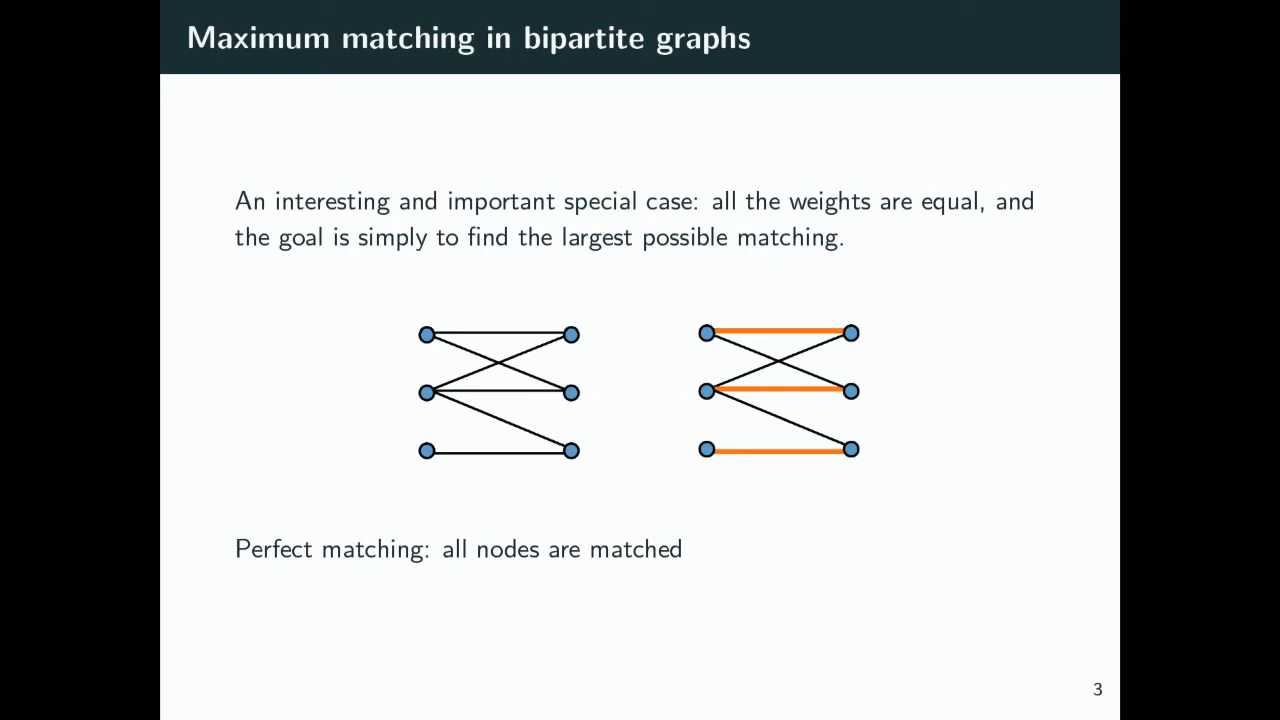 Maximum matching in bipartite graphs
An interesting and important special case: all the weights are equal, and
the goal is simply to find the largest possible matching.
Perfect matching: all nodes are matched
3